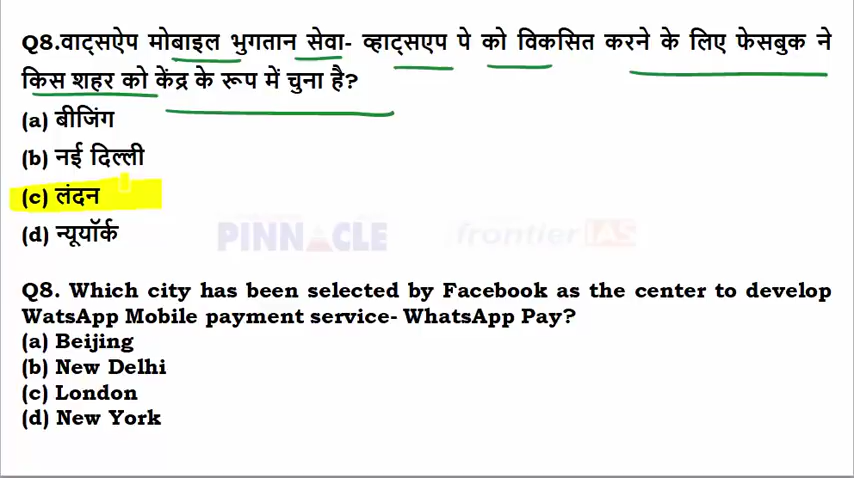 Q8.वाट्सऐप मोबाइल भुगतान सेवा- व्हाट्सएप पे को विकसित करने के लिए फेसबुक ने
किस शहर को केंद्र के रूप में चुना है?
(a) बीजिंग
(b) नई दिल्ली
(c) लंदन
(d) न्यूयॉर्क
PINNACLE frontier IAS
Q8. Which city has been selected by Facebook as the center to develop
WatsApp Mobile payment service- WhatsApp Pay?
(a) Beijing
(b) New Delhi
(c) London
(d) New York